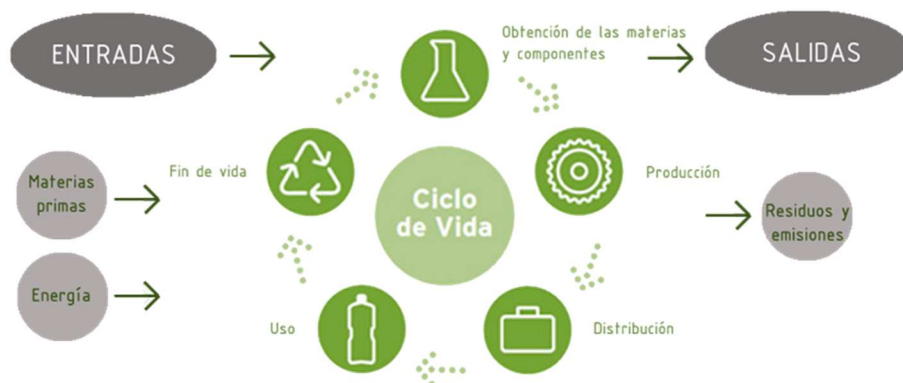 ENTRADAS
Obtención de las materias
y componentes
SALIDAS
Materias
primas
Fin de vida
Ciclo
de Vida
Producción
Residuos y
emisiones
Energía
Uso
Distribución